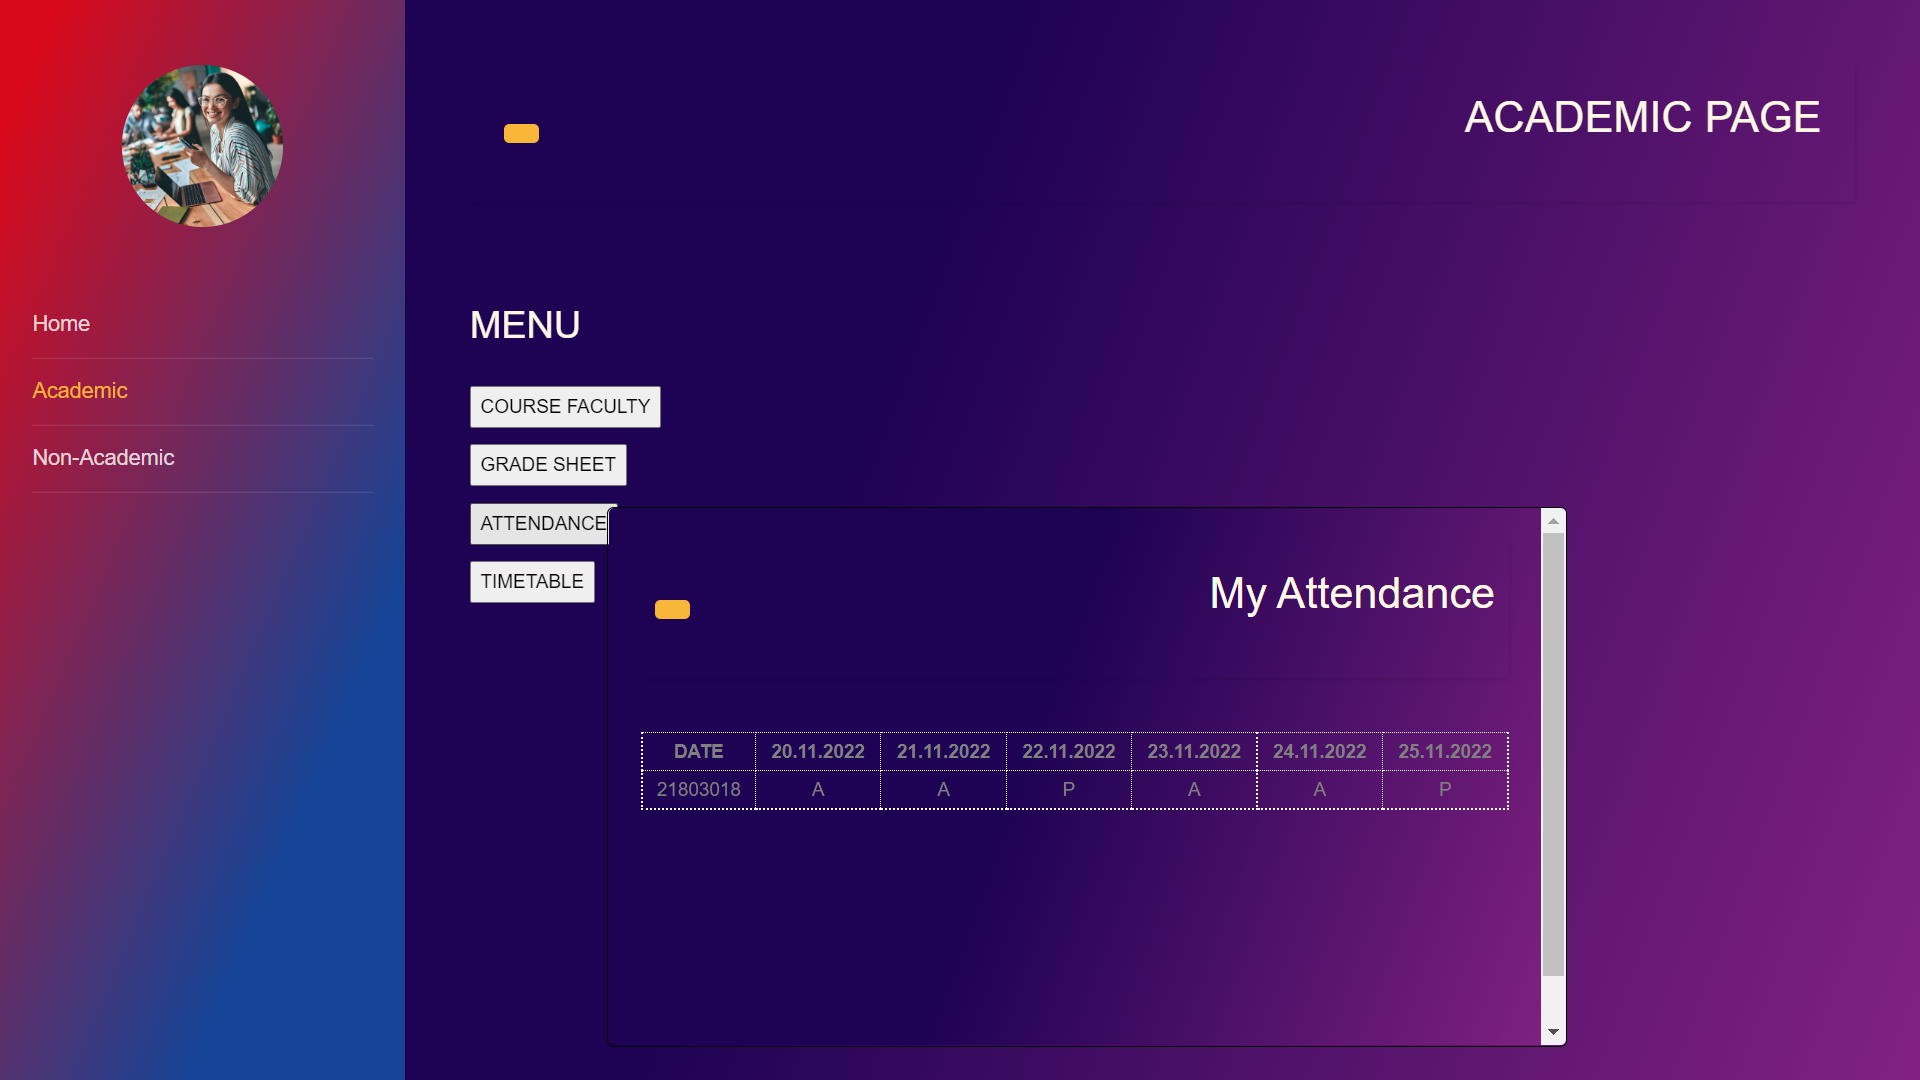 ACADEMIC PAGE
Home
Academic
Non-Academic
MENU
COURSE FACULTY
GRADE SHEET
ATTENDANCE
TIMETABLE
My Attendance
DATE 20.11.2022 21.11.2022 22.11.2022 23.11.2022 24.11.2022 25.11.2022
21803018 A A P A A P